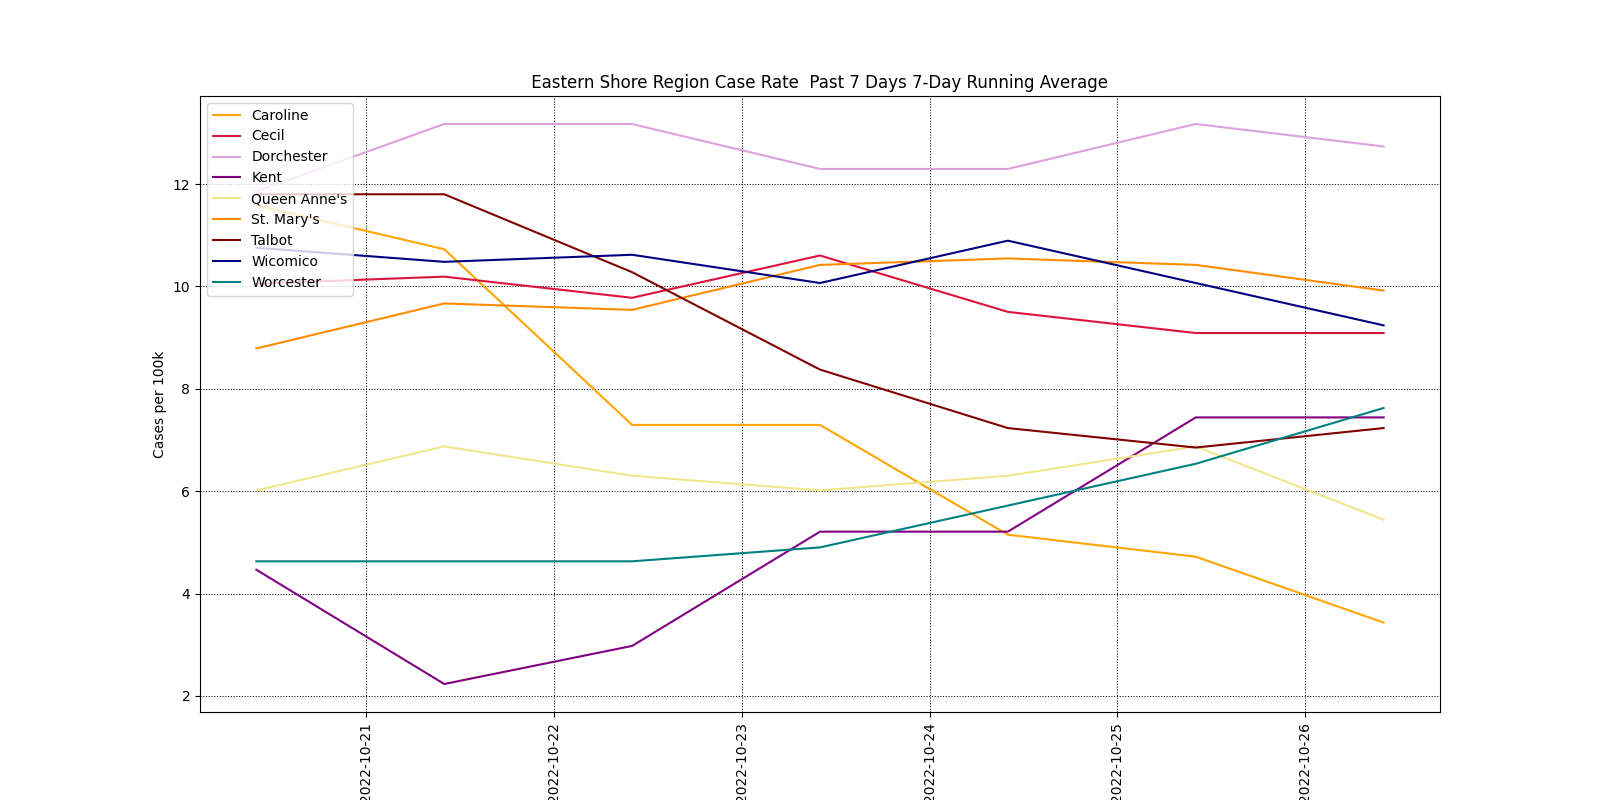 Eastern Shore Region Case Rate  Past 7 Days 7-Day Running Average
Caroline
Cecil
Dorchester
Kent
Queen Anne's
St. Mary's
Talbot
Wicomico
Worcester
Cases per 100k
12
10
8
6
4
2
2022-10-21
2022-10-22
2022-10-23
2022-10-24
2022-10-25
2022-10-26